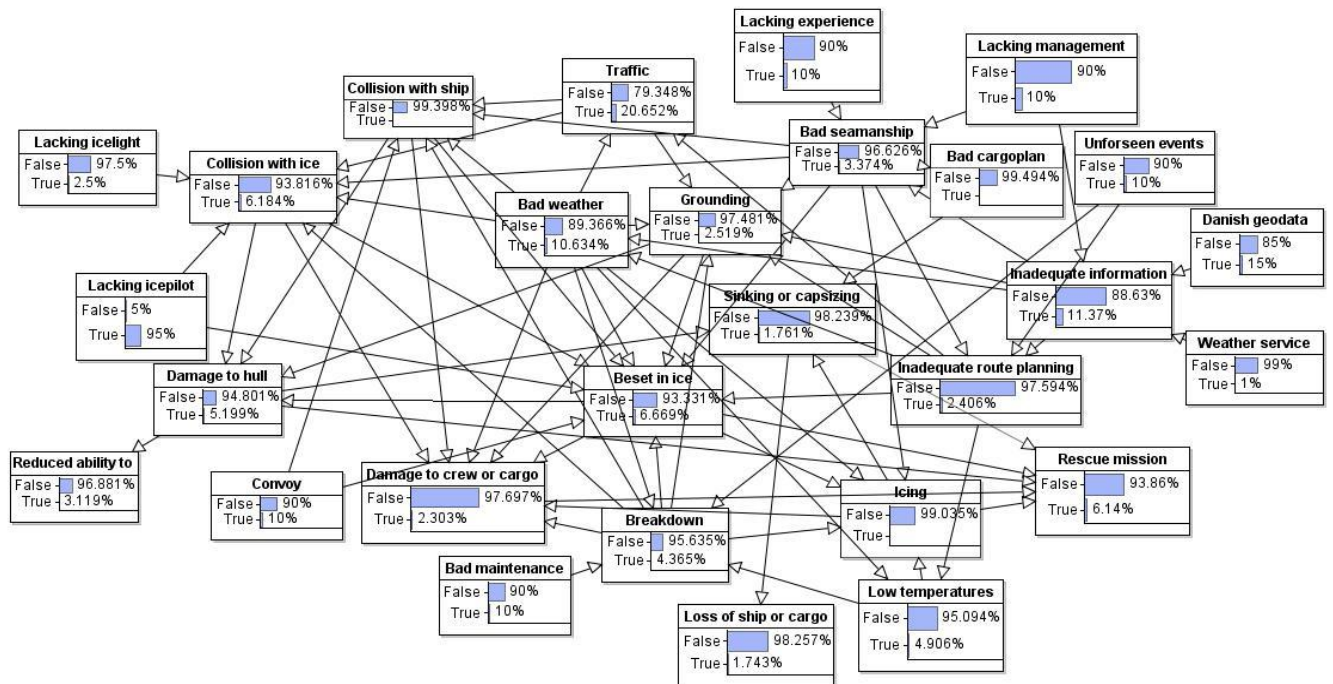 Lacking experience
False 90%
True 10%
Lacking management
False 90%
True 10%
Traffic
False 79.348%
True 20.652%
Collision with ship
False 99.398%
True
Lacking icelight
False 97.5%
True 2.5%
Collision with ice
False 93.816%
True 6.184%
Bad seamanship
False 96.626%
True 3.374%
Bad cargoplan
False 99.494%
True
Unforseen events
False 90%
True 10%
Bad weather
False 89.366%
True 10.634%
Grounding
False 97.481%
True 2.519%
Danish geodata
False 85%
True 15%
Inadequate information
False 88.63%
True 11.37%
Lacking icepilot
False 5%
True 95%
Sinking or capsizing
False 98.239%
True 1.761%
Weather service
False 99%
True 1%
Damage to hull
False 94.801%
True 5.199%
Beset in ice
False 93.331%
True 6.669%
Inadequate route planning
False 97.594%
True 2.406%
Reduced ability to
False 96.881%
True 3.119%
Convoy
False 90%
True 10%
Damage to crew or cargo
False 97.697%
True 2.303%
Rescue mission
False 93.86%
True 6.14%
Icing
False 99.035%
True
Breakdown
False 95.635%
True 4.365%
Bad maintenance
False 90%
True 10%
Low temperatures
False 95.094%
True 4.906%
Loss of ship or cargo
False 98.257%
True 1.743%